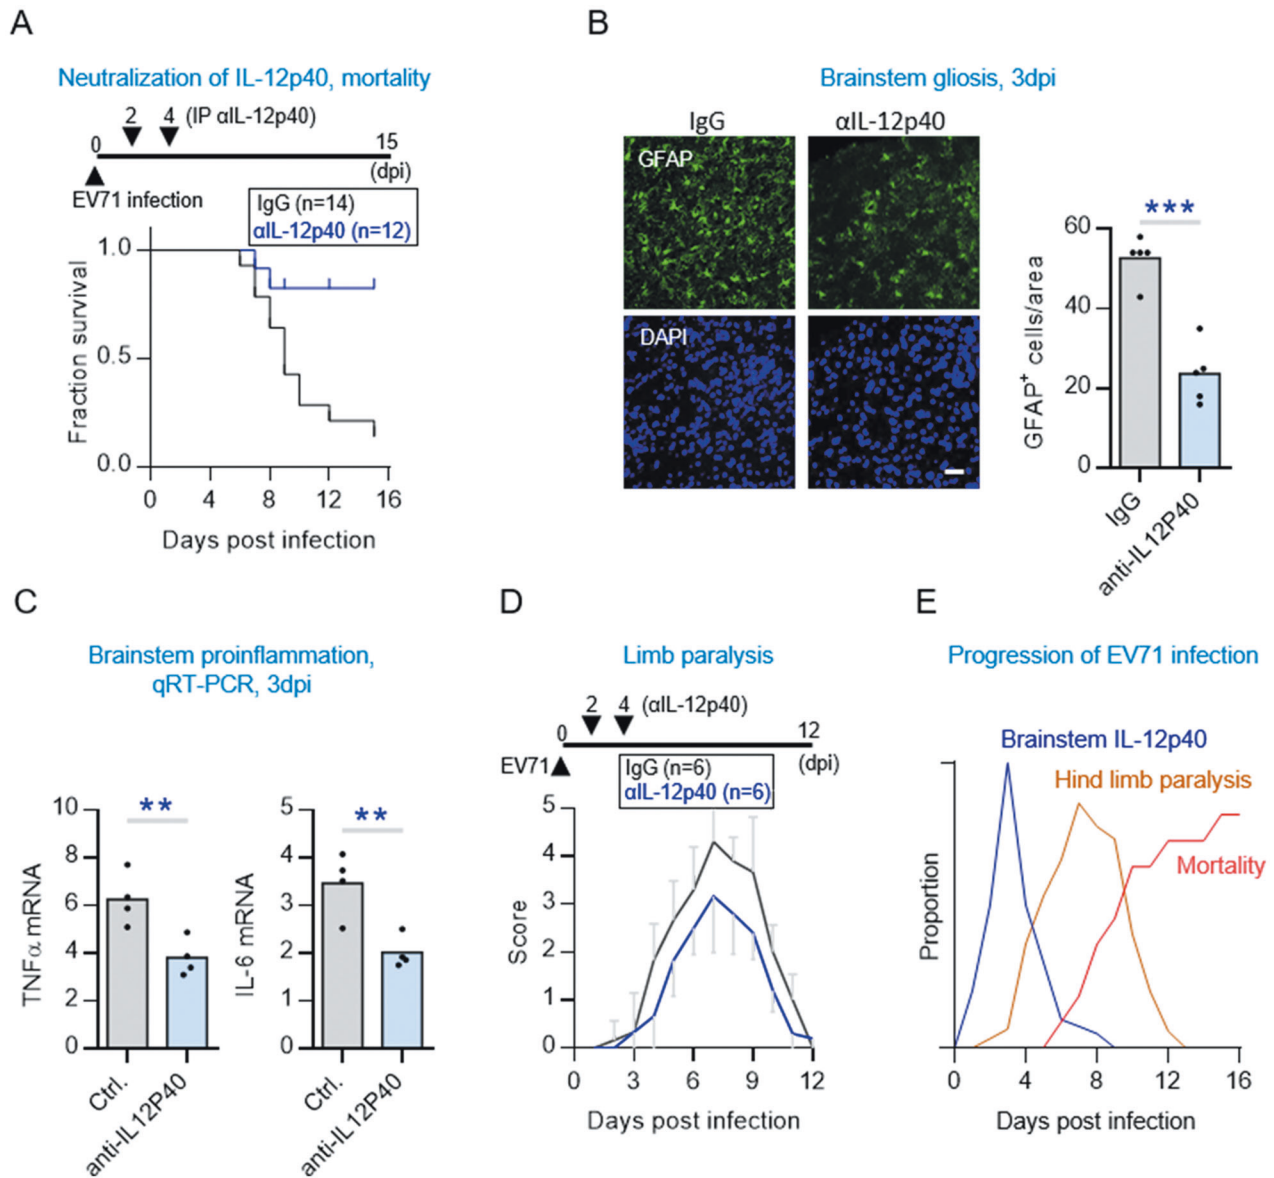 A
Neutralization of IL-12p40, mortality
2 4 (IP αIL-12p40)
0 15
(dpi)
EV71 infection
IgG (n=14)
αIL-12p40 (n=12)
1.0
0.5
0.0
Fraction survival
0 4 8 12 16
Days post infection
B
Brainstem gliosis, 3dpi
IgG αIL-12p40
GFAP
DAPI
***
60
40
20
0
GFAP+ cells/area
IgG
anti-IL12P40
C
Brainstem proinflammation,
qRT-PCR, 3dpi
**
10
8
6
4
2
0
TNFα mRNA
Ctrl.
anti-IL12P40
**
5
4
3
2
1
0
IL-6 mRNA
Ctrl.
anti-IL12P40
D
Limb paralysis
2 4 (αIL-12p40)
0 12
(dpi)
EV71
IgG (n=6)
αIL-12p40 (n=6)
5
4
3
2
1
0
Score
0 3 6 9 12
Days post infection
E
Progression of EV71 infection
Brainstem IL-12p40
Hind limb paralysis
Mortality
Proportion
0 4 8 12 16
Days post infection